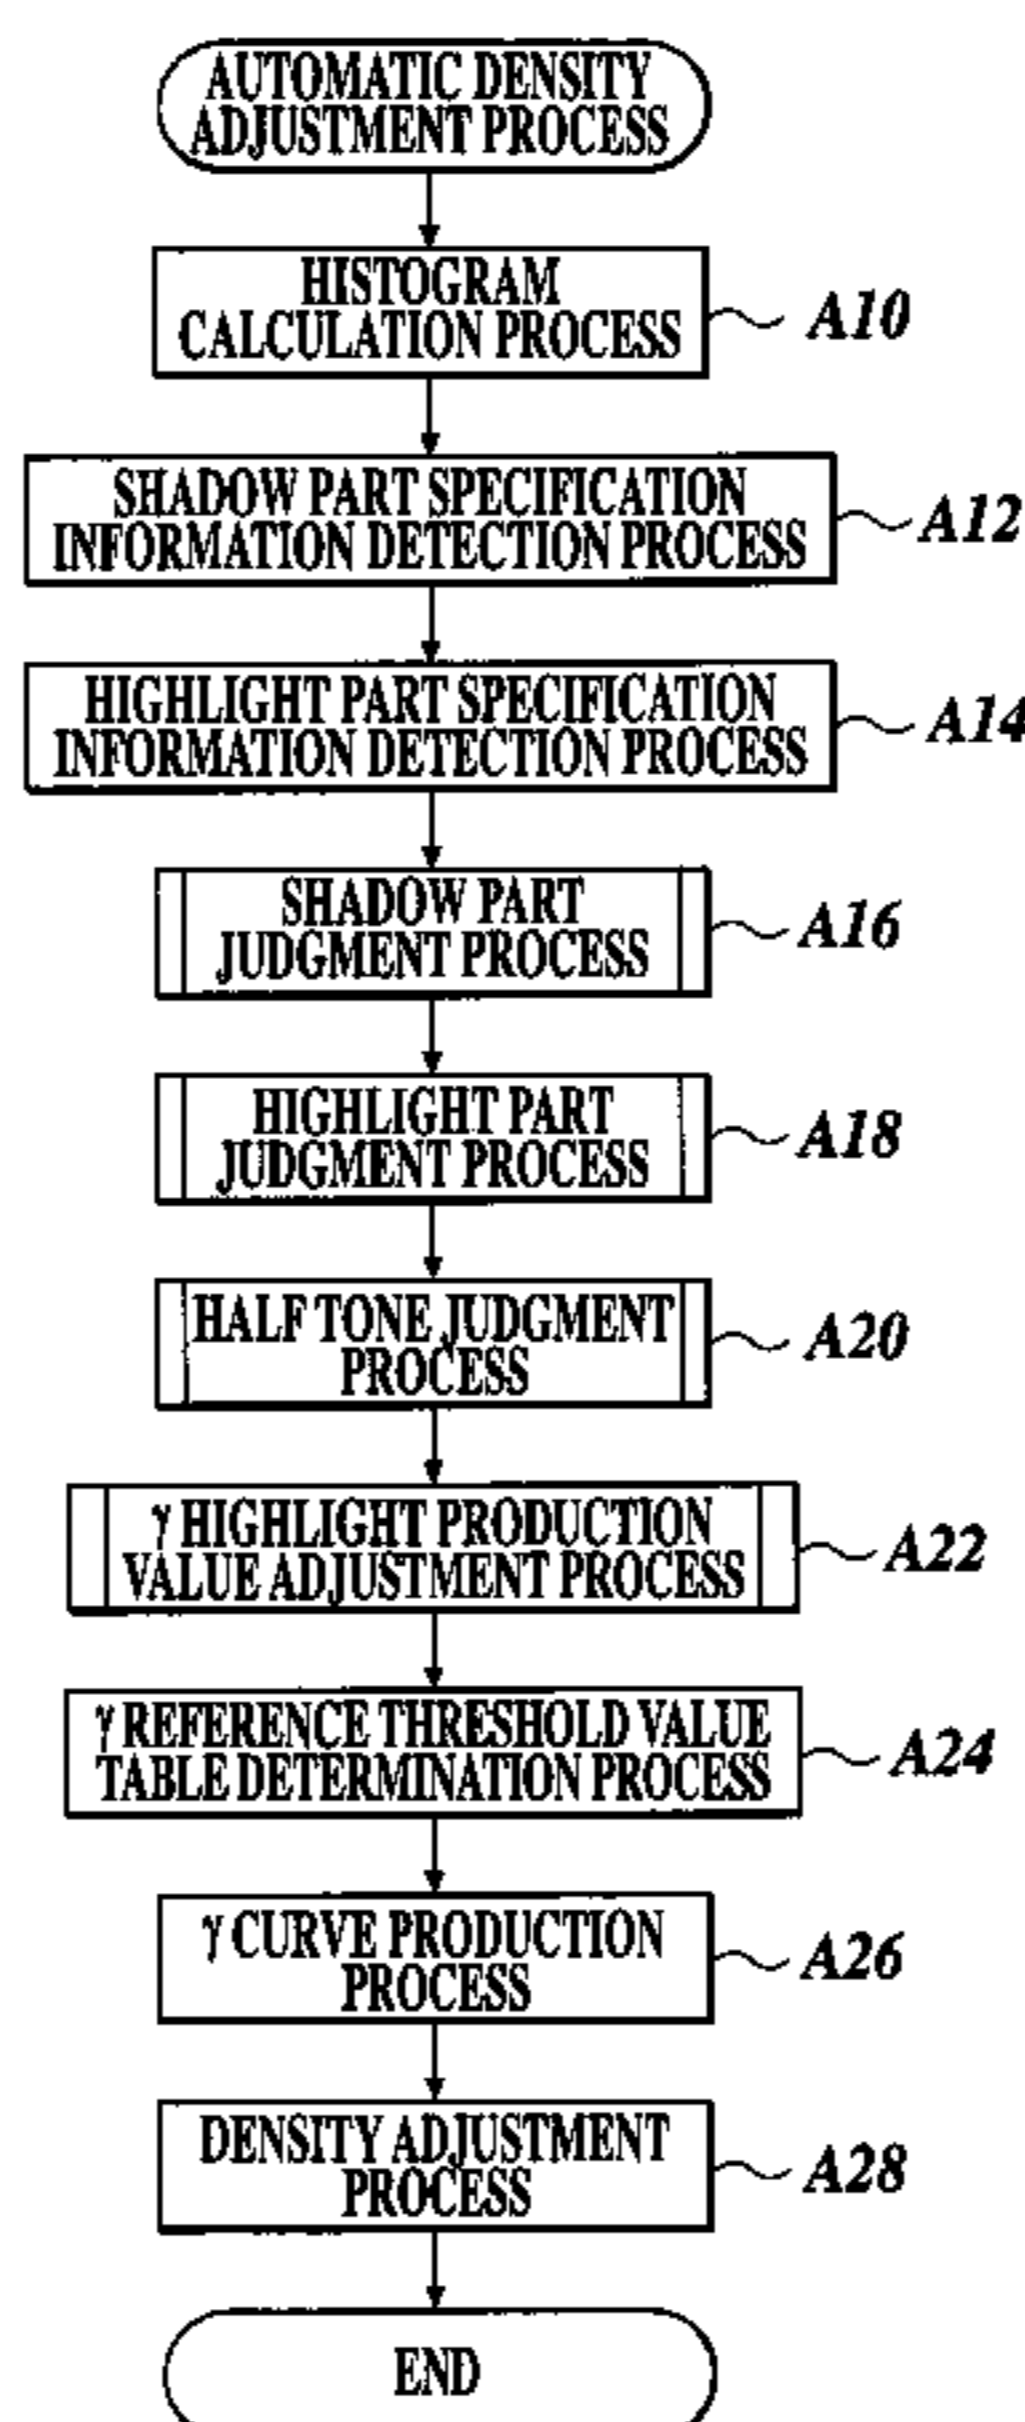 AUTOMATIC DENSITY
ADJUSTMENT PROCESS
HISTOGRAM
CALCULATION PROCESS
A10
SHADOW PART SPECIFICATION
INFORMATION DETECTION PROCESS
A12
HIGHLIGHT PART SPECIFICATION
INFORMATION DETECTION PROCESS
A14
SHADOW PART
JUDGMENT PROCESS
A16
HIGHLIGHT PART
JUDGMENT PROCESS
A18
HALF TONE JUDGMENT
PROCESS
A20
γ HIGHLIGHT PRODUCTION
VALUE ADJUSTMENT PROCESS
A22
γ REFERENCE THRESHOLD VALUE
TABLE DETERMINATION PROCESS
A24
γ CURVE PRODUCTION
PROCESS
A26
DENSITY ADJUSTMENT
PROCESS
A28
END